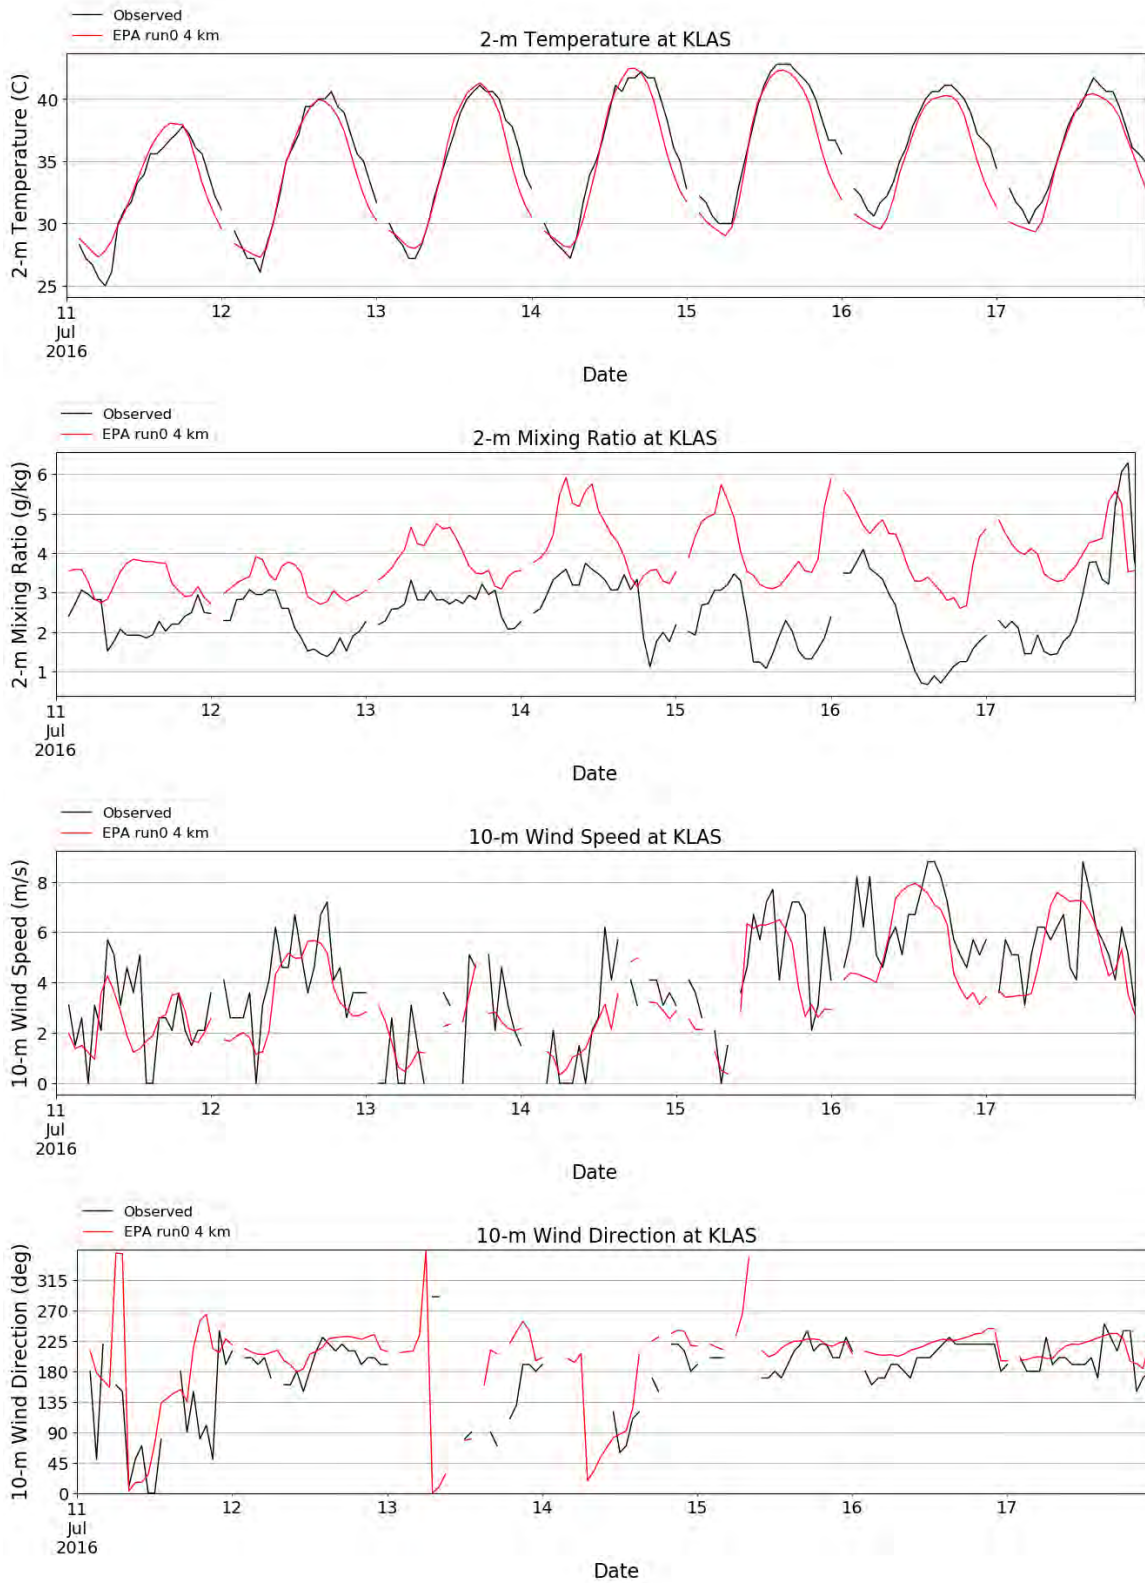 Observed
EPA run0 4 km
2-m Temperature at KLAS
2-m Temperature (C)
40
35
30
25
11 12 13 14 15 16 17
Jul
2016
Date
Observed
EPA run0 4 km
2-m Mixing Ratio at KLAS
2-m Mixing Ratio (g/kg)
6
5
4
3
2
1
11 12 13 14 15 16 17
Jul
2016
Date
Observed
EPA run0 4 km
10-m Wind Speed at KLAS
10-m Wind Speed (m/s)
8
6
4
2
0
11 12 13 14 15 16 17
Jul
2016
Date
Observed
EPA run0 4 km
10-m Wind Direction at KLAS
10-m Wind Direction (deg)
315
270
225
180
135
90
45
0
11 12 13 14 15 16 17
Jul
2016
Date